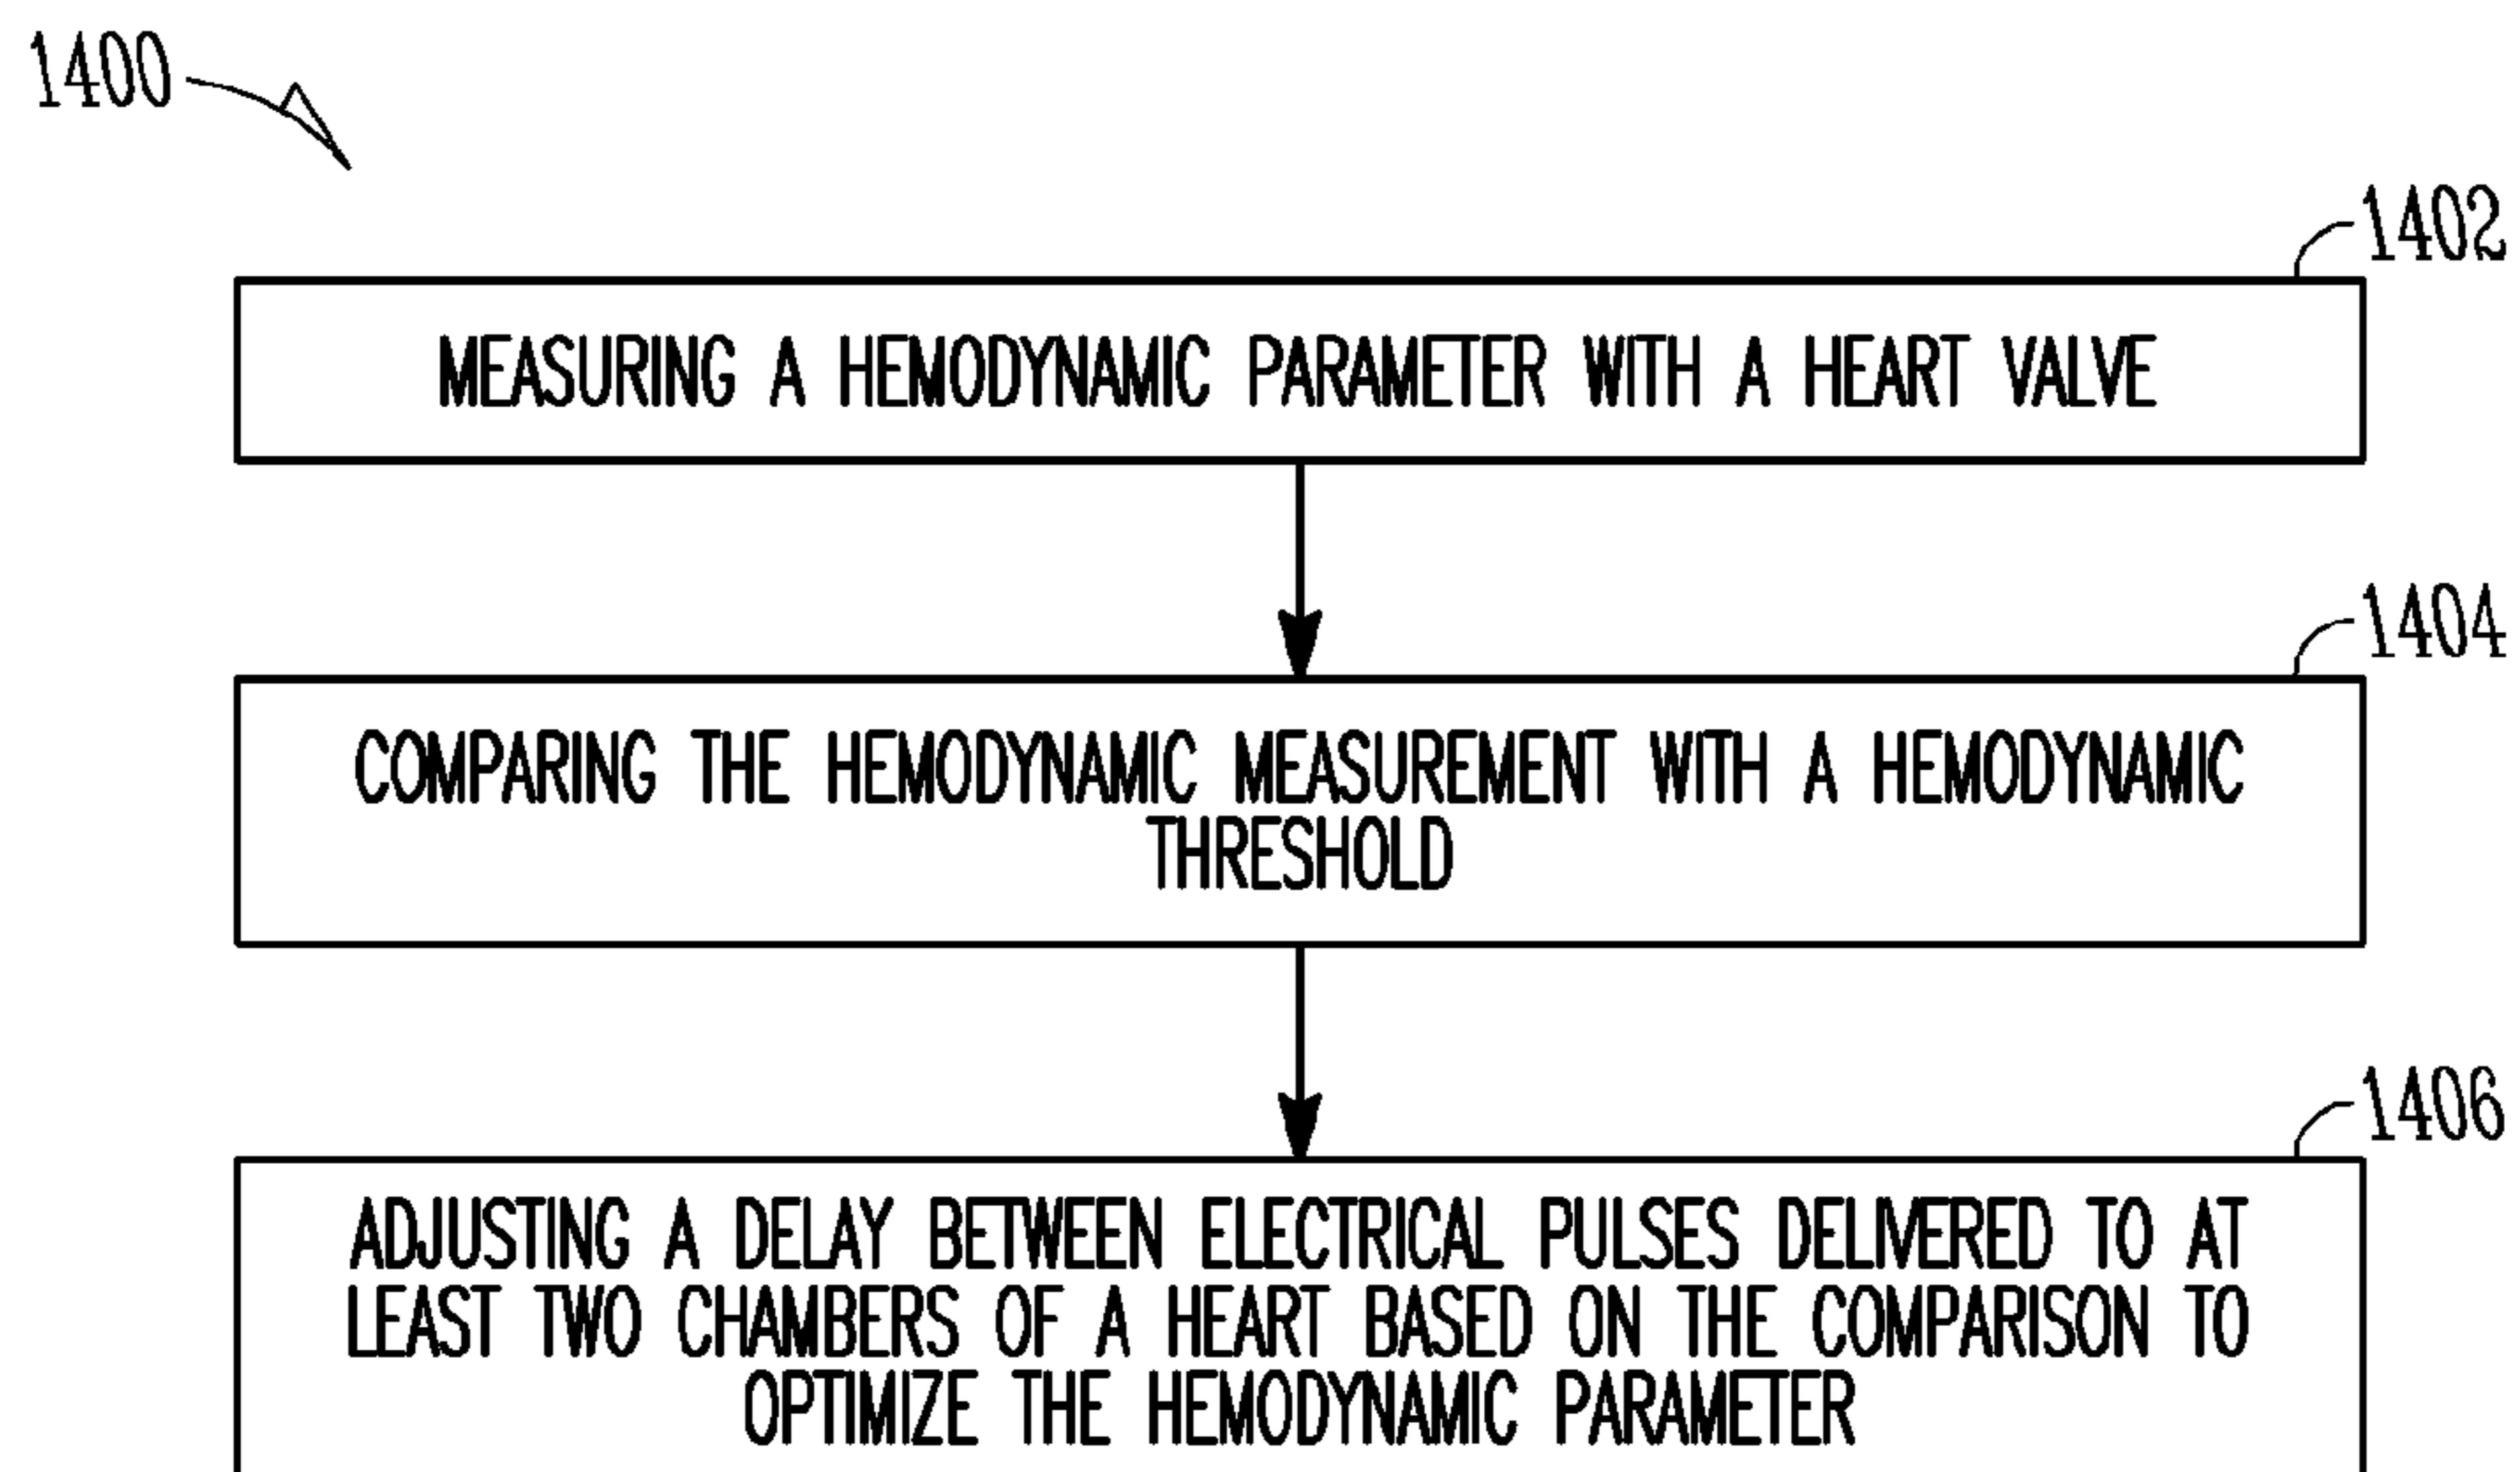 1400
1402
MEASURING A HEMODYNAMIC PARAMETER WITH A HEART VALVE
1404
COMPARING THE HEMODYNAMIC MEASUREMENT WITH A HEMODYNAMIC
THRESHOLD
1406
ADJUSTING A DELAY BETWEEN ELECTRICAL PULSES DELIVERED TO AT
LEAST TWO CHAMBERS OF A HEART BASED ON THE COMPARISON TO
OPTIMIZE THE HEMODYNAMIC PARAMETER